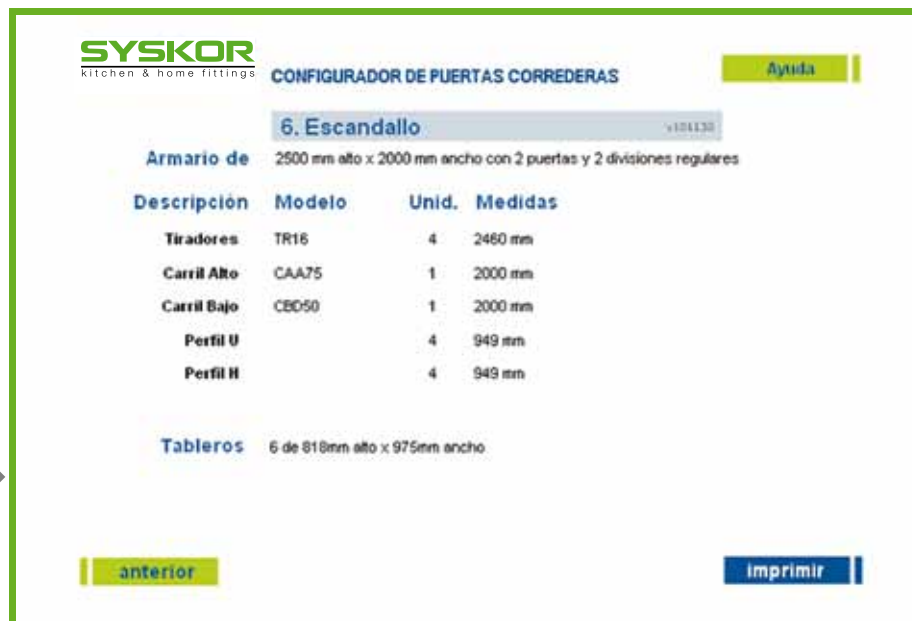 SYSKOR
kitchen & home fittings
CONFIGURADOR DE PUERTAS CORREDERAS
Ayuda
6. Escandallo
v101130
Armario de 2500 mm alto x 2000 mm ancho con 2 puertas y 2 divisiones regulares
Descripción Modelo Unid. Medidas
Tiradores TR16 4 2460 mm
Carril Alto CAA75 1 2000 mm
Carril Bajo CBD50 1 2000 mm
Perfil U 4 949 mm
Perfil H 4 949 mm
Tableros 6 de 818mm alto x 975mm ancho
anterior
imprimir